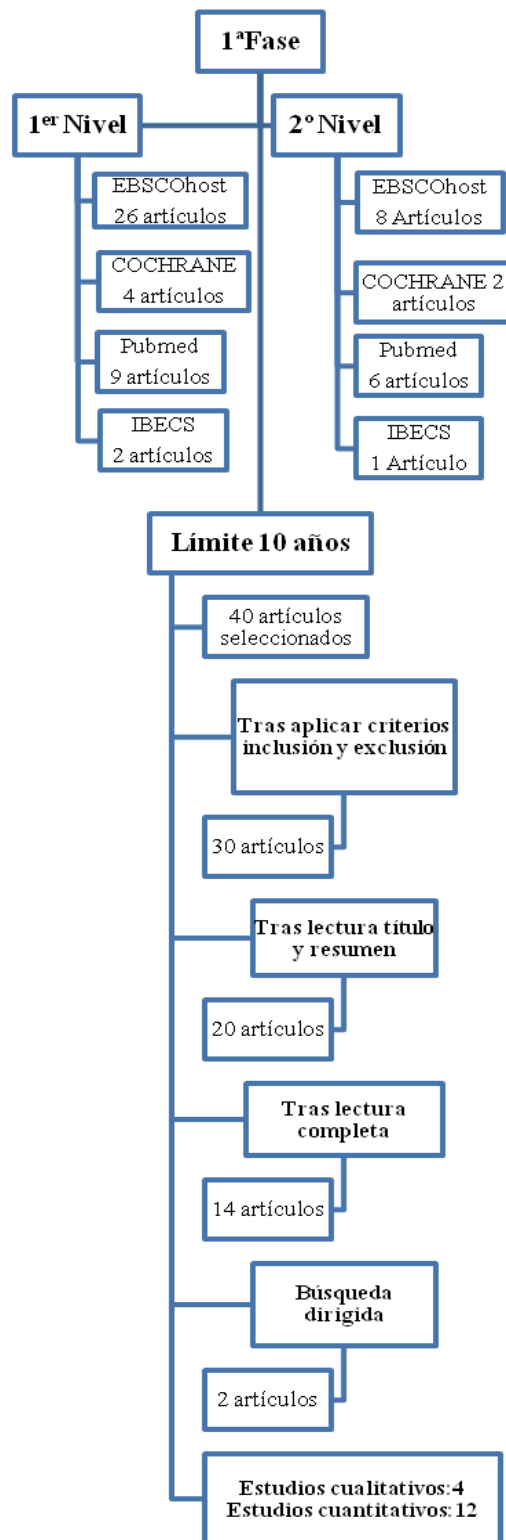 1ªFase
1er Nivel
EBSCOhost
26 artículos
COCHRANE
4 artículos
Pubmed
9 artículos
IBECS
2 artículos
2º Nivel
EBSCOhost
8 Artículos
COCHRANE 2
artículos
Pubmed
6 artículos
IBECS
1 Artículo
Límite 10 años
40 artículos
seleccionados
Tras aplicar criterios
inclusión y exclusión
30 artículos
Tras lectura título
y resumen
20 artículos
Tras lectura
completa
14 artículos
Búsqueda
dirigida
2 artículos
Estudios cualitativos:4
Estudios cuantitativos:12